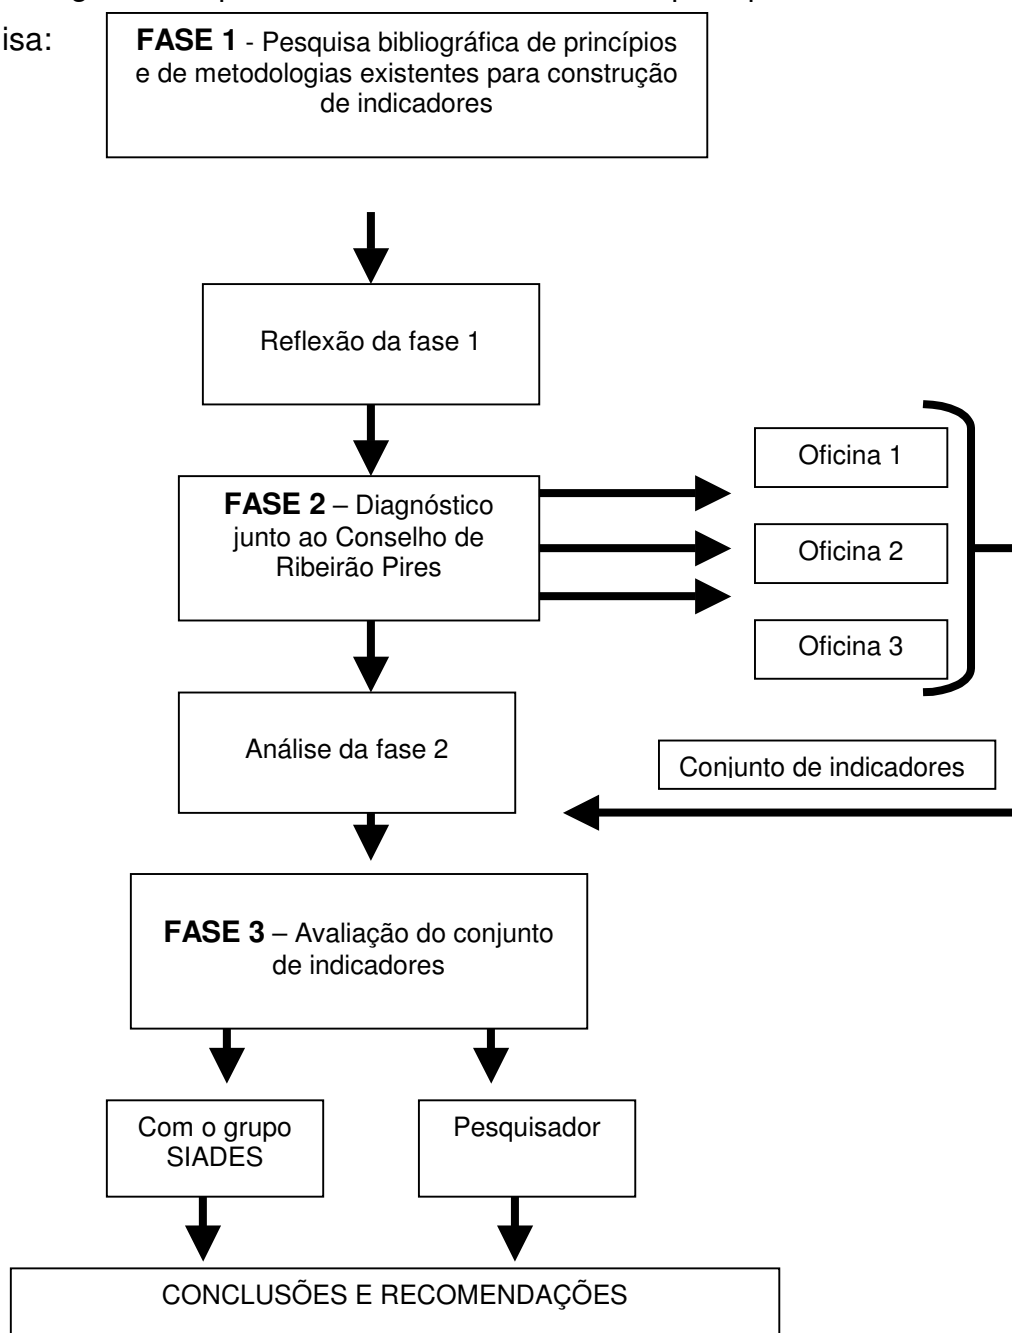 isa:
FASE 1 - Pesquisa bibliográfica de princípios
e de metodologias existentes para construção
de indicadores
Reflexão da fase 1
FASE 2 – Diagnóstico
junto ao Conselho de
Ribeirão Pires
Oficina 1
Oficina 2
Oficina 3
Análise da fase 2
Conjunto de indicadores
FASE 3 – Avaliação do conjunto
de indicadores
Com o grupo
SIADES
Pesquisador
CONCLUSÕES E RECOMENDAÇÕES